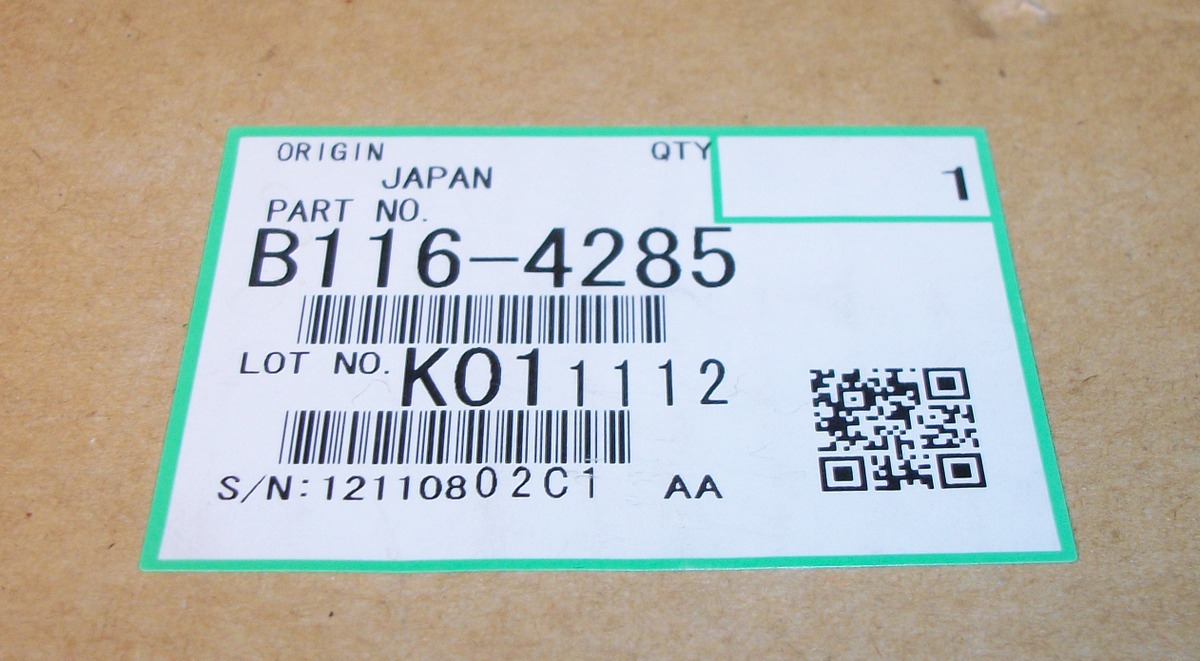 ORIGIN QTY
JAPAN 1
PART NO.
B116-4285
LOT NO. K011112
S/N:12110802C1 AA